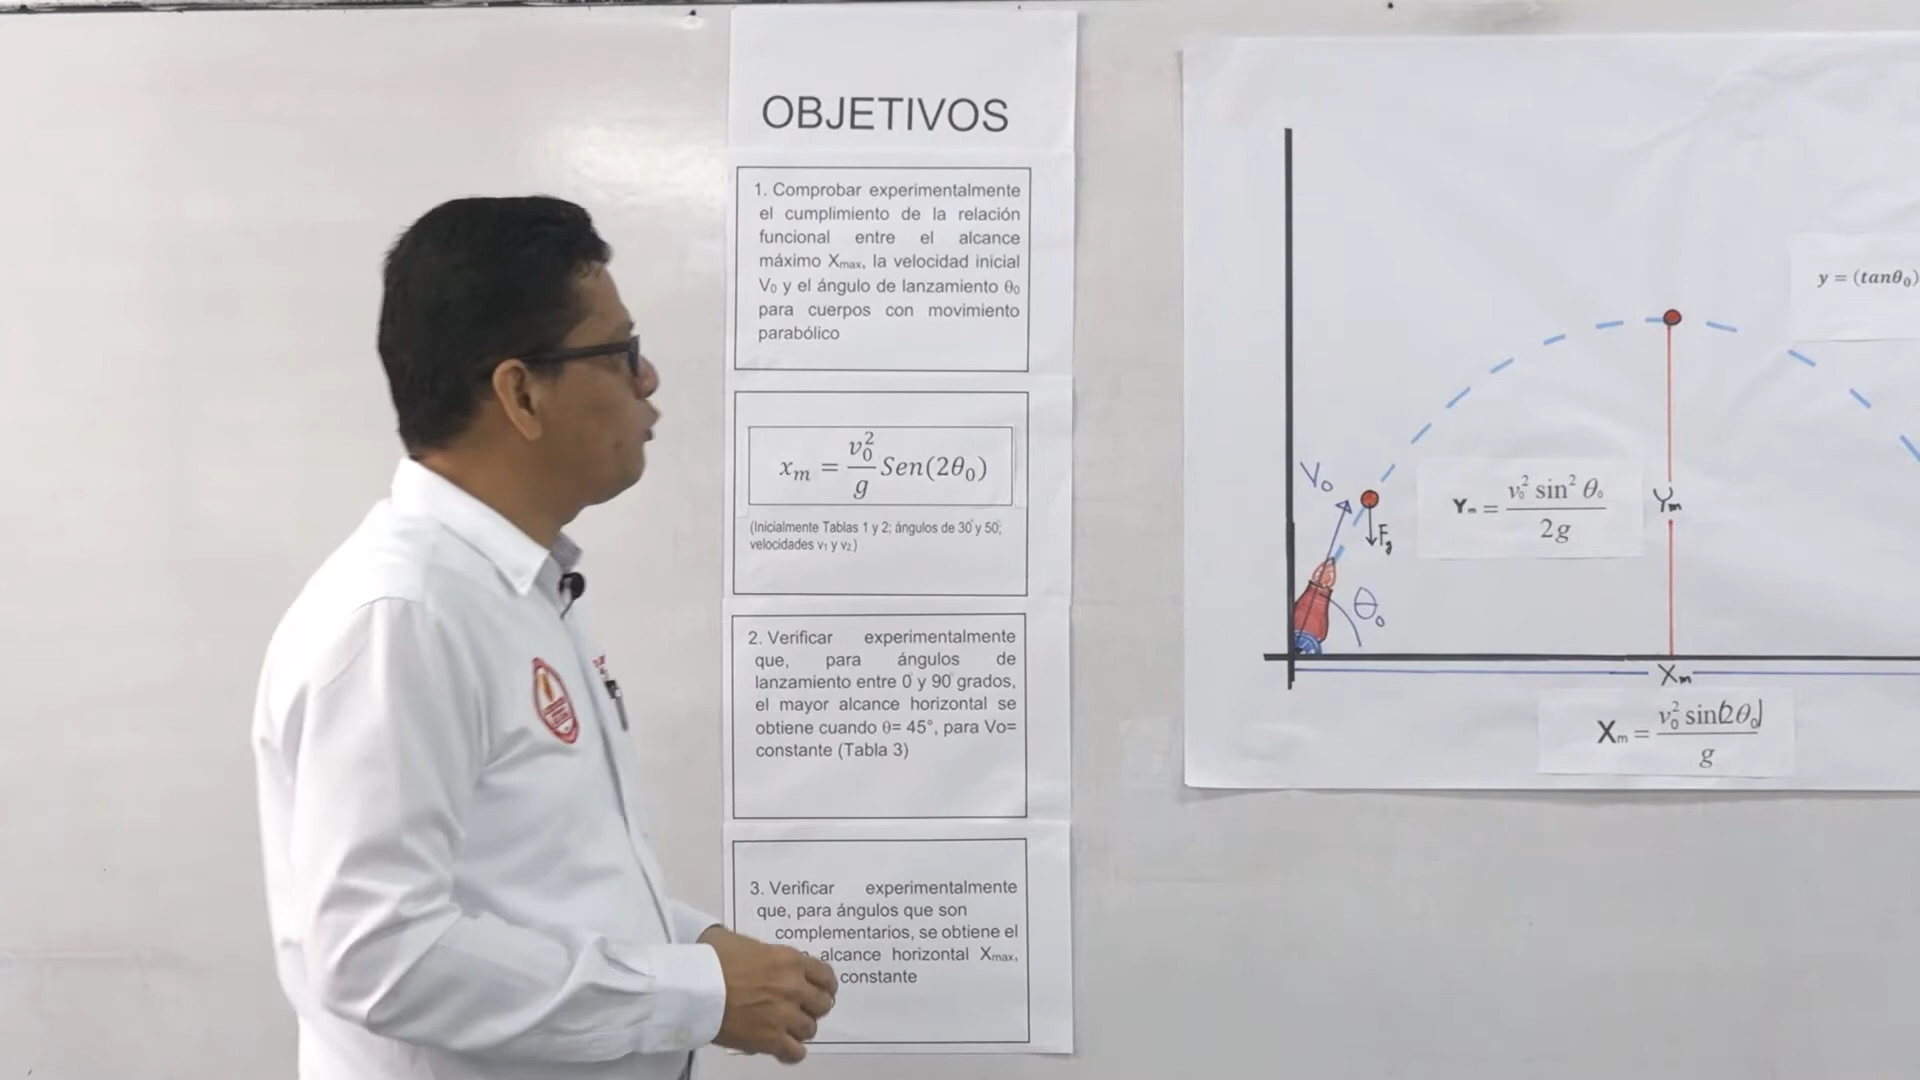 OBJETIVOS
1. Comprobar experimentalmente
el cumplimiento de la relación
funcional entre el alcance
máximo Xmax, la velocidad inicial
V₀ y el ángulo de lanzamiento θ₀
para cuerpos con movimiento
parabólico
xₘ = v₀²/g Sen(2θ₀)
(Inicialmente Tablas 1 y 2; ángulos de 30° y 50°;
velocidades v₁ y v₂)
2. Verificar experimentalmente
que, para ángulos de
lanzamiento entre 0° y 90° grados,
el mayor alcance horizontal se
obtiene cuando θ= 45°, para Vo=
constante (Tabla 3)
3. Verificar experimentalmente
que, para ángulos que son
complementarios, se obtiene el
alcance horizontal Xmax,
constante
y = (tanθ₀)
V₀
Fg
θ₀
Yₘ = v₀² sin² θ₀ / 2g
Yₘ
Xₘ
Xₘ = v₀² sin(2θ₀) / g